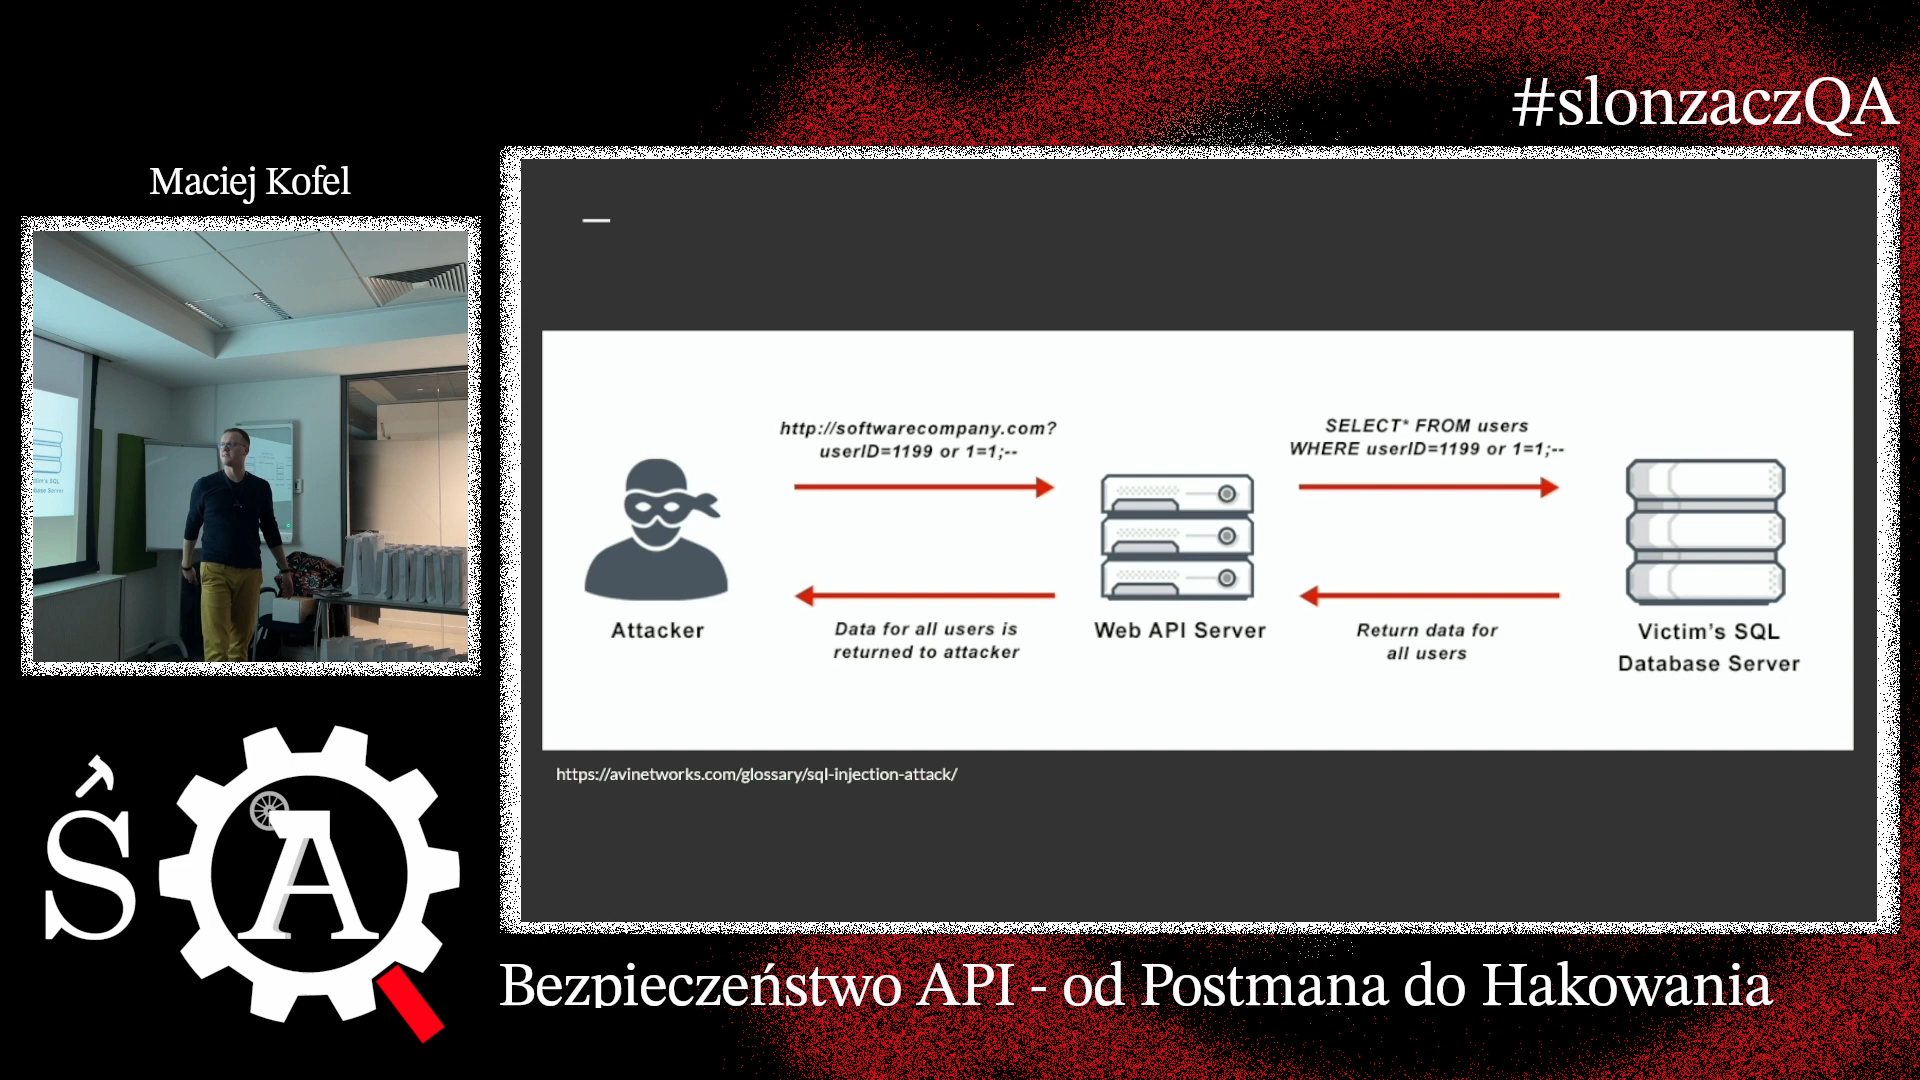 #slonzaczQA
Maciej Kofel
http://softwarecompany.com?
userID=1199 or 1=1;--
SELECT* FROM users
WHERE userID=1199 or 1=1;--
Attacker
Data for all users is
returned to attacker
Web API Server
Return data for
all users
Victim's SQL
Database Server
https://avinetworks.com/glossary/sql-injection-attack/
Ś
A
Bezpieczeństwo API - od Postmana do Hakowania